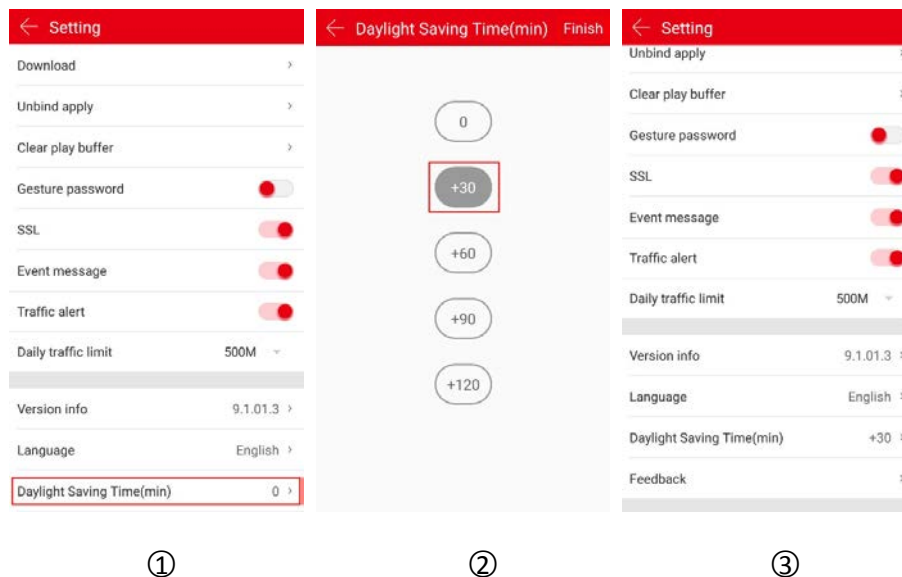 Setting
Download
Unbind apply
Clear play buffer
Gesture password
SSL
Event message
Traffic alert
Daily traffic limit 500M
Version info 9.1.01.3
Language English
Daylight Saving Time(min) 0
Daylight Saving Time(min) Finish
0
+30
+60
+90
+120
Setting
Unbind apply
Clear play buffer
Gesture password
SSL
Event message
Traffic alert
Daily traffic limit 500M
Version info 9.1.01.3
Language English
Daylight Saving Time(min) +30
Feedback
① ② ③